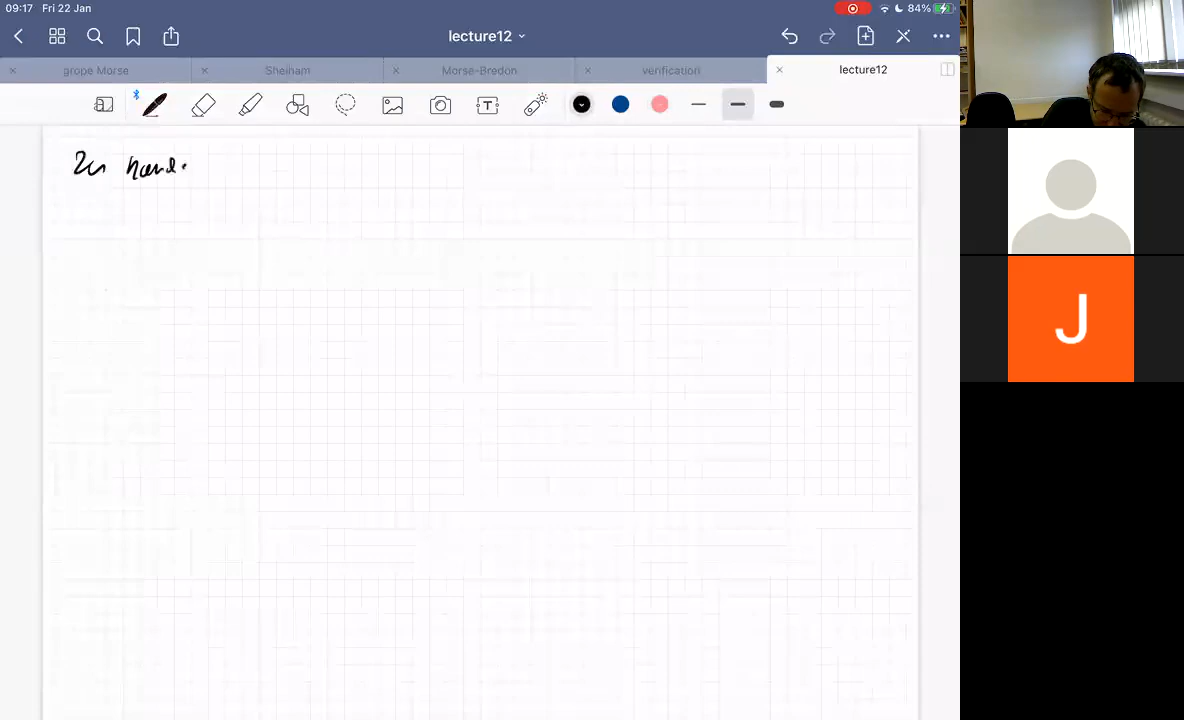 09:17 Fri 22 Jan
84%
lecture12
grope Morse
Sheiham
Morse-Bredon
verification
lecture12
T
J